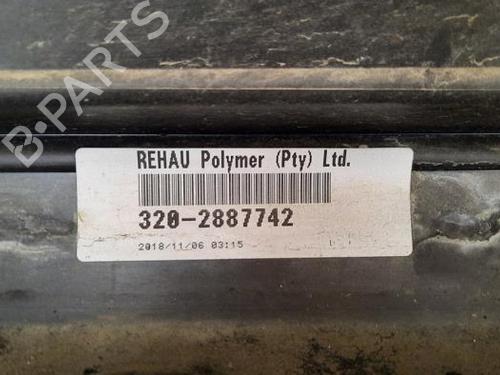 B-PARTS
REHAU Polymer (Pty) Ltd.
320-2887742
2018/11/06 03:15